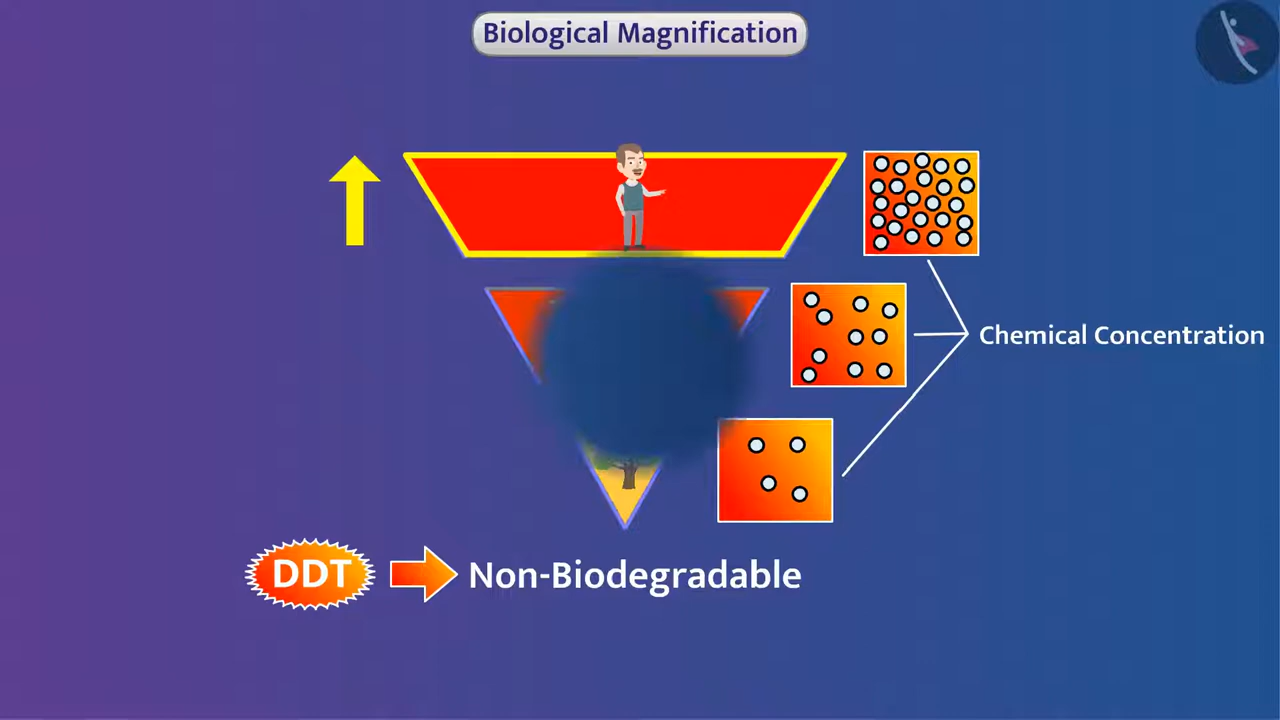 Biological Magnification
Chemical Concentration
DDT
Non-Biodegradable